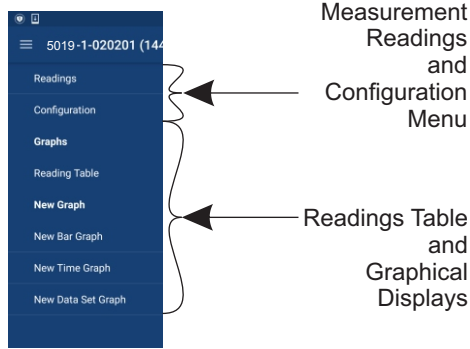 5019-1-020201 (144
Readings
Configuration
Graphs
Reading Table
New Graph
New Bar Graph
New Time Graph
New Data Set Graph
Measurement
Readings
and
Configuration
Menu
Readings Table
and
Graphical
Displays